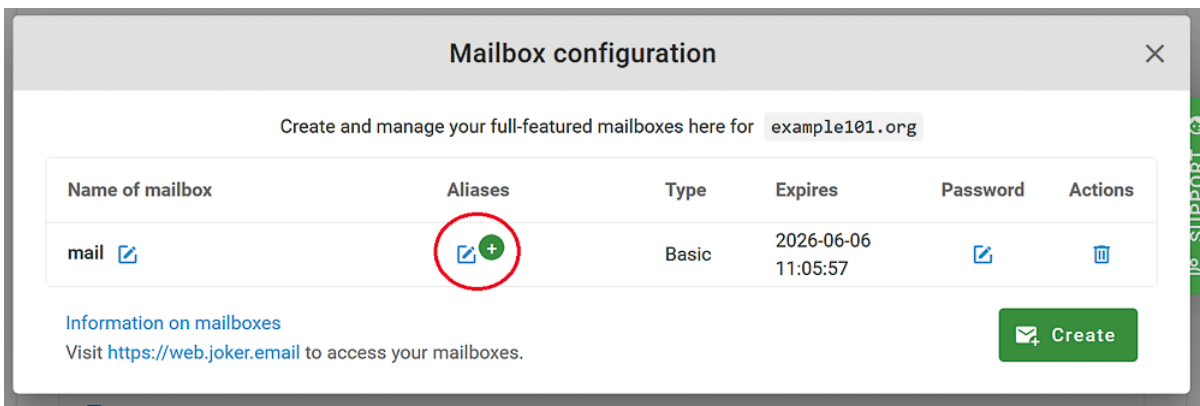 Mailbox configuration
Create and manage your full-featured mailboxes here for example101.org
Name of mailbox Aliases Type Expires Password Actions
mail Basic 2026-06-06
11:05:57
Information on mailboxes
Visit https://web.joker.email to access your mailboxes.
Create
SUPPORT